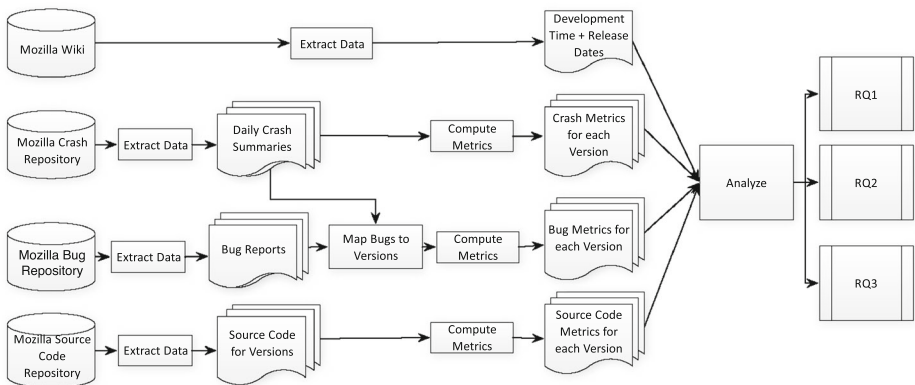 Mozilla Wiki
Extract Data
Development
Time + Release
Dates
Mozilla Crash
Repository
Extract Data
Daily Crash
Summaries
Compute
Metrics
Crash Metrics
for each
Version
Mozilla Bug
Repository
Extract Data
Bug Reports
Map Bugs to
Versions
Compute
Metrics
Bug Metrics for
each Version
Mozilla Source
Code
Repository
Extract Data
Source Code
for Versions
Compute
Metrics
Source Code
Metrics for
each Version
Analyze
RQ1
RQ2
RQ3